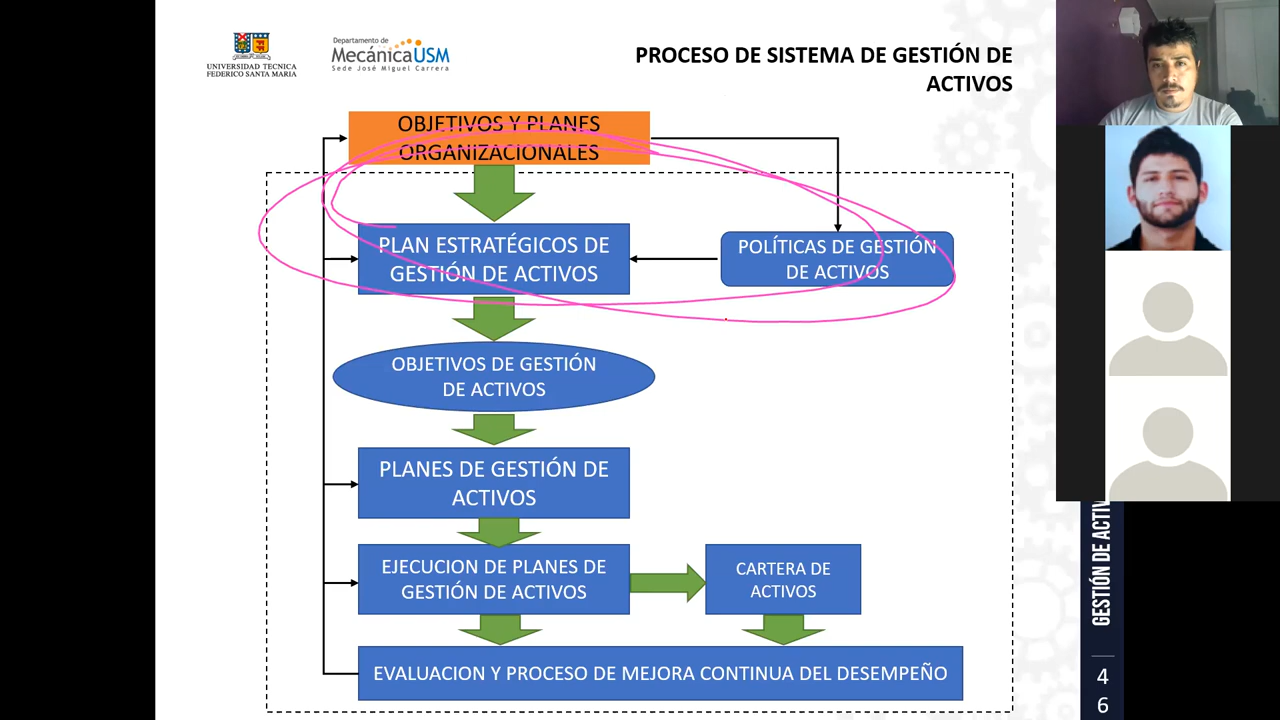 UNIVERSIDAD TECNICA
FEDERICO SANTA MARIA
Departamento de
MecánicaUSM
Sede José Miguel Carrera
PROCESO DE SISTEMA DE GESTIÓN DE
ACTIVOS
OBJETIVOS Y PLANES
ORGANIZACIONALES
PLAN ESTRATÉGICOS DE
GESTIÓN DE ACTIVOS
POLÍTICAS DE GESTIÓN
DE ACTIVOS
OBJETIVOS DE GESTIÓN
DE ACTIVOS
PLANES DE GESTIÓN DE
ACTIVOS
EJECUCION DE PLANES DE
GESTIÓN DE ACTIVOS
CARTERA DE
ACTIVOS
EVALUACION Y PROCESO DE MEJORA CONTINUA DEL DESEMPEÑO
GESTIÓN DE ACTIV
4
6